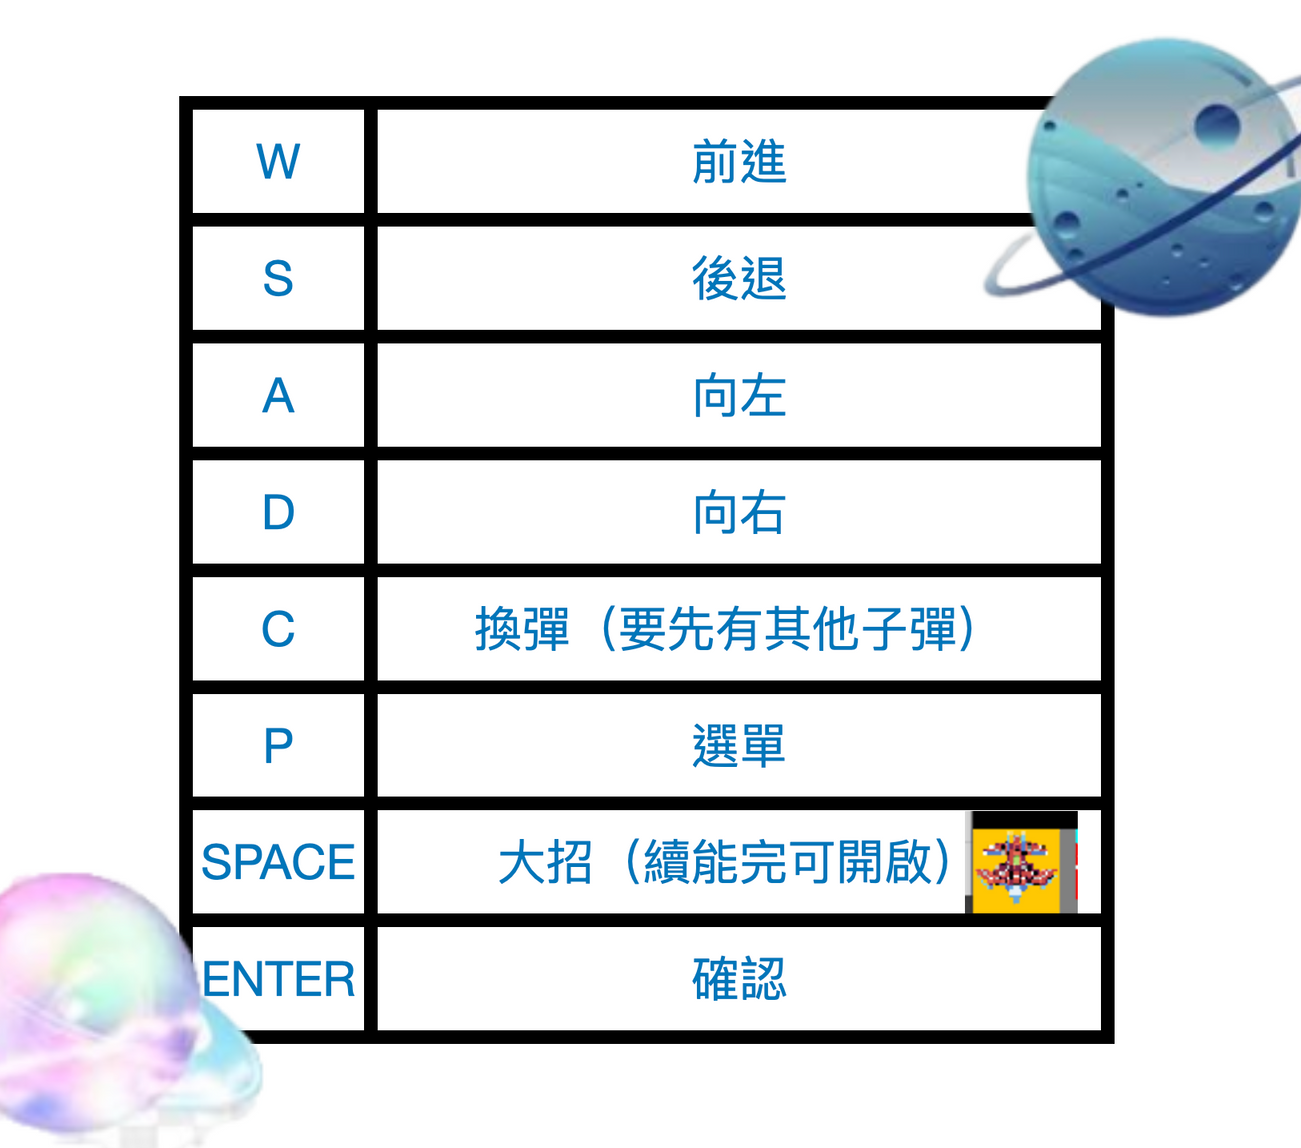 W 前進
S 後退
A 向左
D 向右
C 換彈（要先有其他子彈）
P 選單
SPACE 大招（續能完可開啟）
ENTER 確認